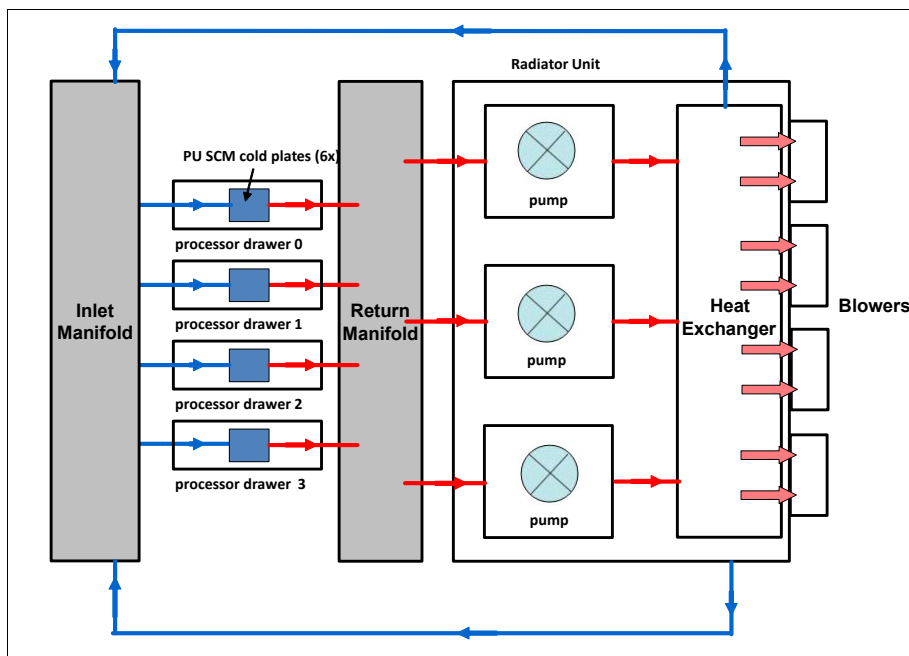 Radiator Unit
PU SCM cold plates (6x)
pump
processor drawer 0
Inlet
Manifold
processor drawer 1
Return
Manifold
Heat
Exchanger
Blowers
pump
processor drawer 2
processor drawer 3
pump